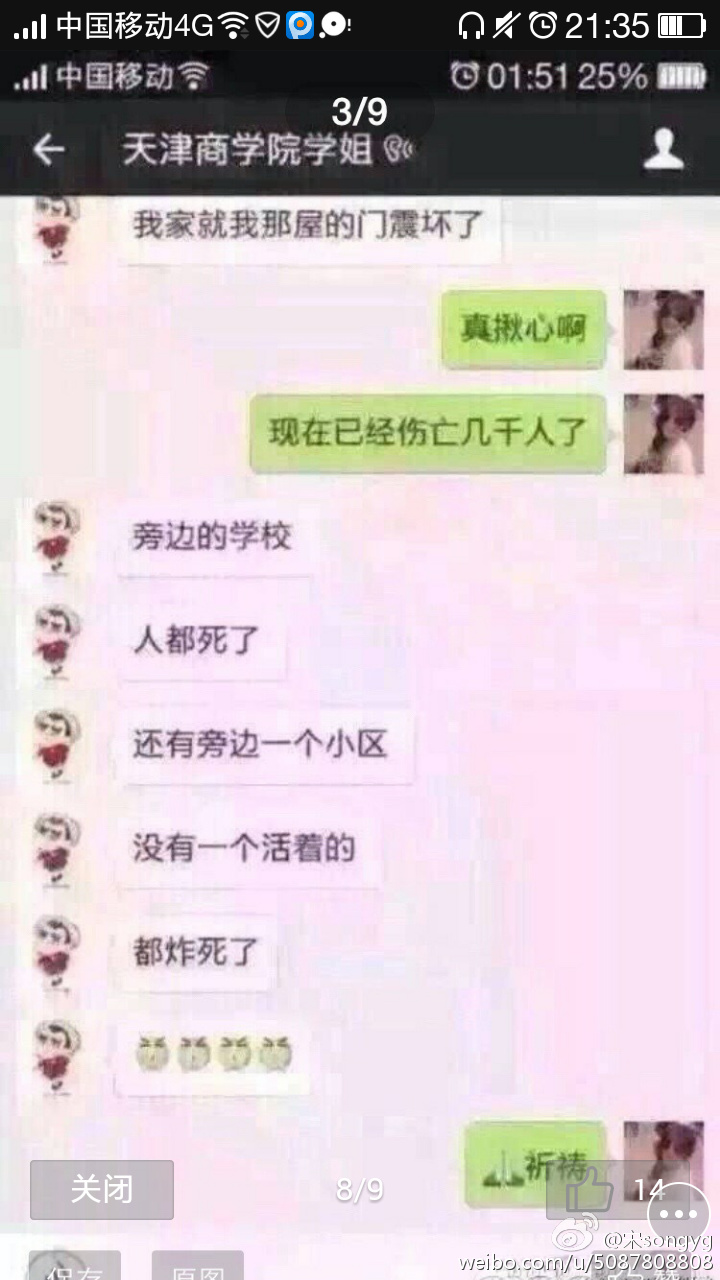 中国移动4G 21:35
中国移动 01:51 25%
3/9
天津商学院学姐
我家就我那屋的门震坏了
真揪心啊
现在已经伤亡几千人了
旁边的学校
人都死了
还有旁边一个小区
没有一个活着的
都炸死了
祈祷
关闭
8/9
14
@宋songyg
保存
原图
weibo.com/u/5087808808